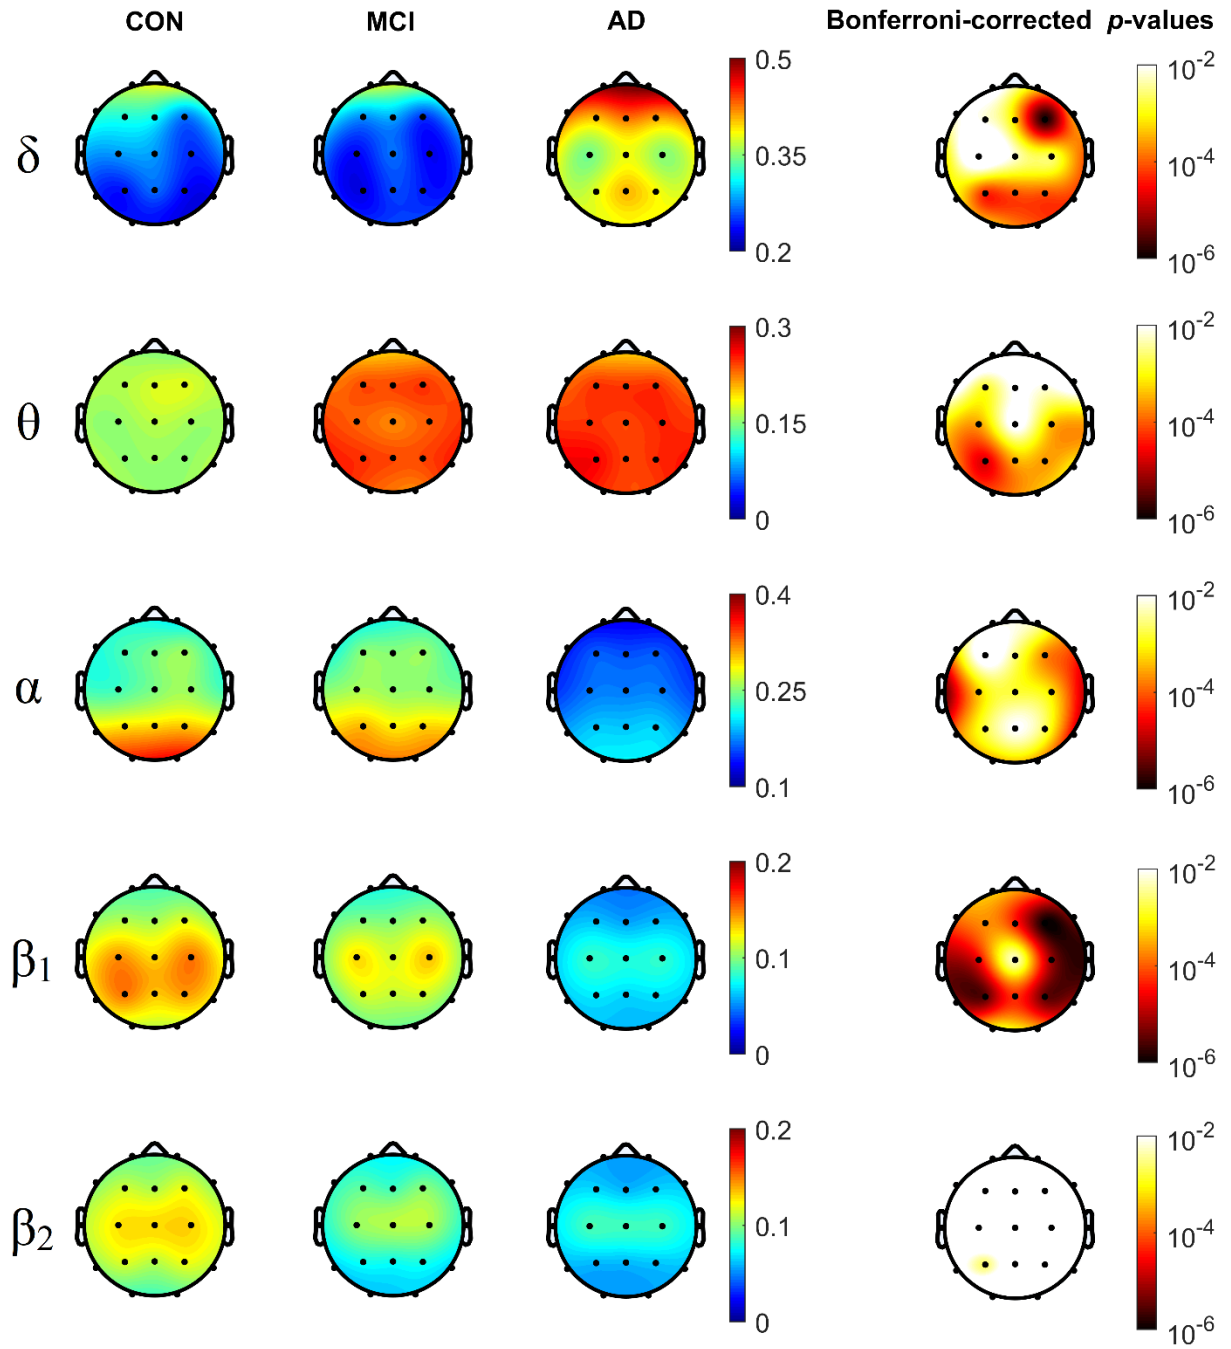 CON MCI AD Bonferroni-corrected p-values
δ 0.5 0.35 0.2 10⁻² 10⁻⁴ 10⁻⁶
θ 0.3 0.15 0 10⁻² 10⁻⁴ 10⁻⁶
α 0.4 0.25 0.1 10⁻² 10⁻⁴ 10⁻⁶
β₁ 0.2 0.1 0 10⁻² 10⁻⁴ 10⁻⁶
β₂ 0.2 0.1 0 10⁻² 10⁻⁴ 10⁻⁶